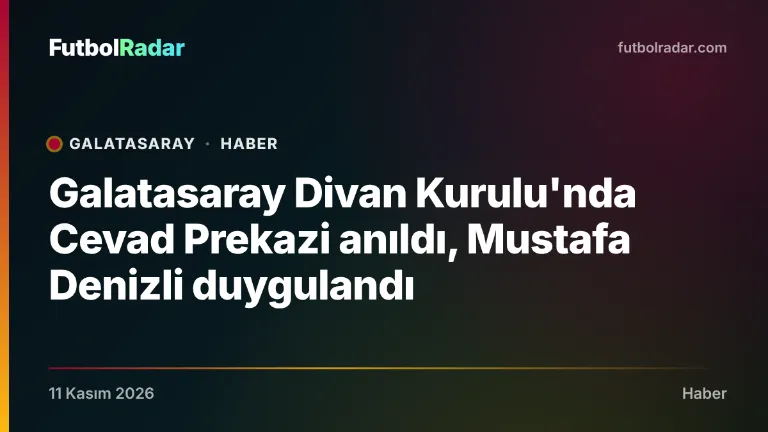 FutbolRadar
futbolradar.com
GALATASARAY · HABER
Galatasaray Divan Kurulu'nda
Cevad Prekazi anıldı, Mustafa
Denizli duygulandı
11 Kasım 2026
Haber